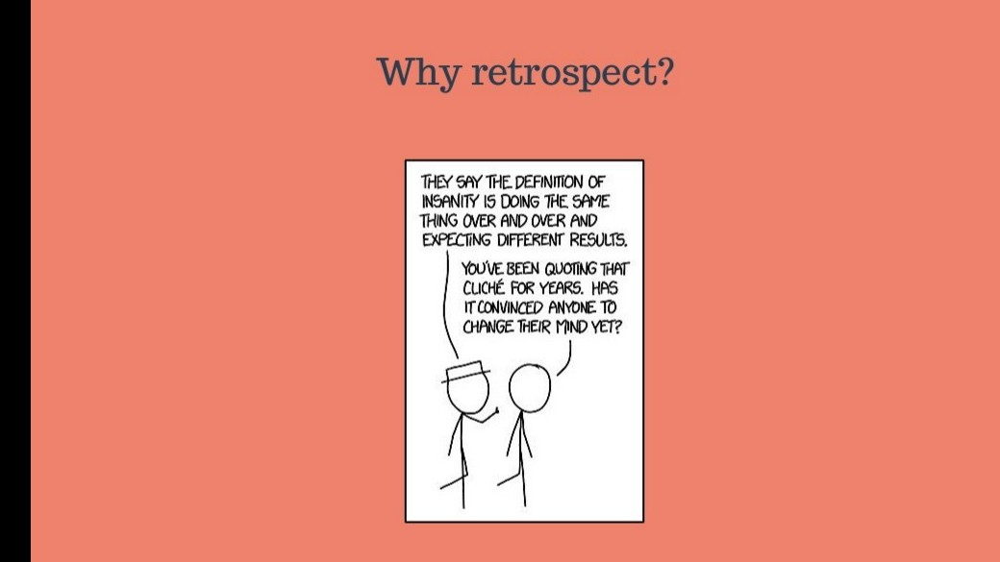 Why retrospect?
THEY SAY THE DEFINITION OF
INSANITY IS DOING THE SAME
THING OVER AND OVER AND
EXPECTING DIFFERENT RESULTS.
YOU'VE BEEN QUOTING THAT
CLICHÉ FOR YEARS. HAS
IT CONVINCED ANYONE TO
CHANGE THEIR MIND YET?